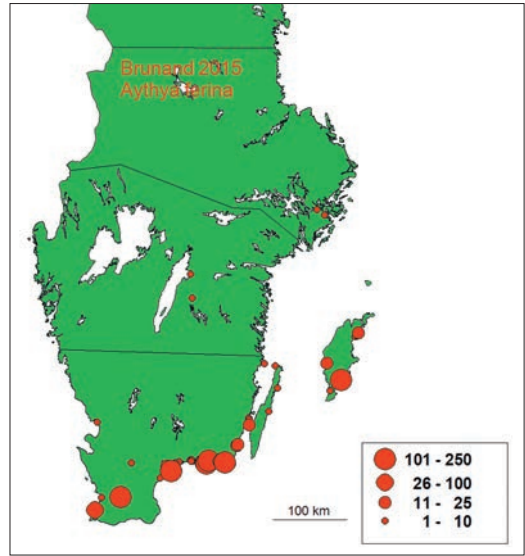 Brunand 2015
Aythya ferina
101 - 250
26 - 100
11 - 25
1 - 10
100 km